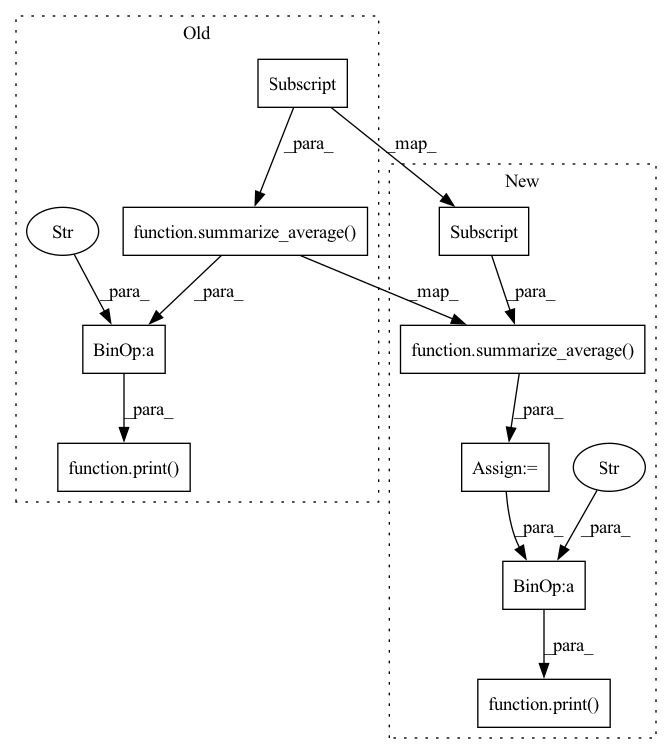 Old
Subscript
_para_
_map_
New
Str
function.summarize_average()
Subscript
_para_
_para_
_map_
_para_
BinOp:a
function.summarize_average()
_para_
_para_
function.print()
Assign:=
Str
_para_
_para_
BinOp:a
_para_
function.print()